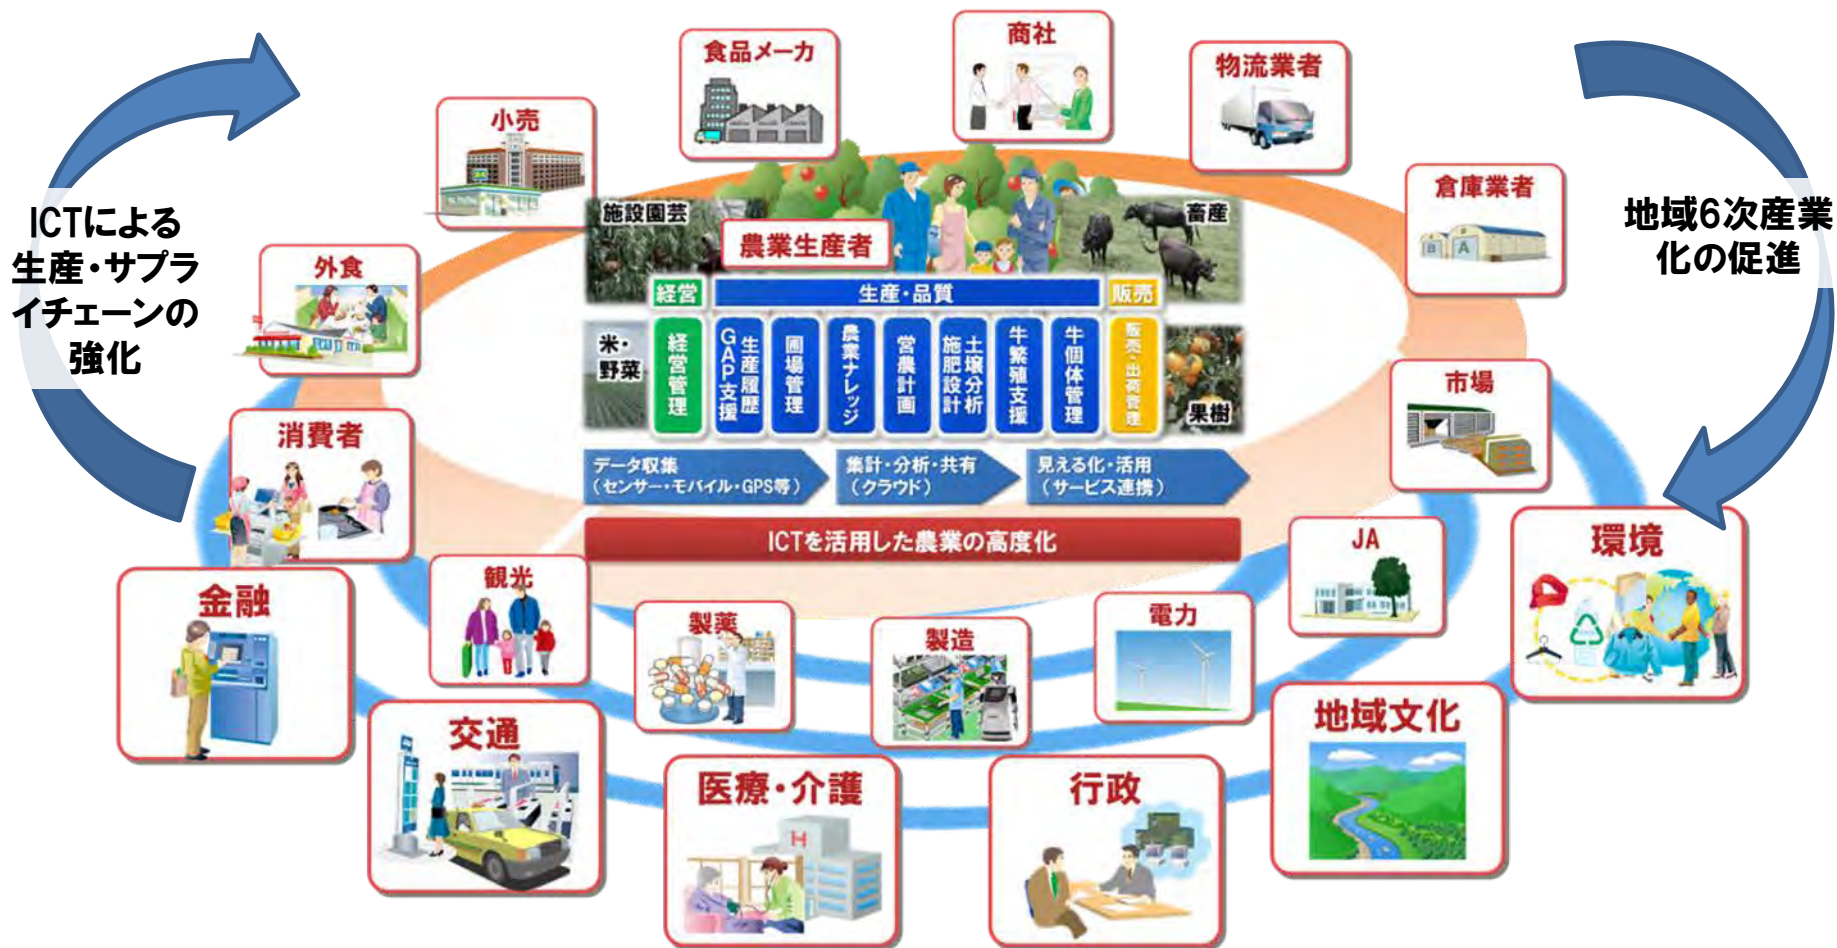 商社
食品メーカ
物流業者
小売
倉庫業者
ICTによる
生産・サプラ
イチェーンの
強化
地域6次産業
化の促進
外食
施設園芸
農業生産者
畜産
経営
生産・品質
販売
米・
野菜
経営管理
生産履歴
GAP支援
圃場管理
農業ナレッジ
営農計画
土壌分析
施肥設計
牛繁殖支援
牛個体管理
販売・出荷管理
果樹
市場
消費者
データ収集
（センサー・モバイル・GPS等）
集計・分析・共有
（クラウド）
見える化・活用
（サービス連携）
ICTを活用した農業の高度化
JA
環境
金融
観光
製薬
製造
電力
交通
地域文化
医療・介護
行政
B
A
H